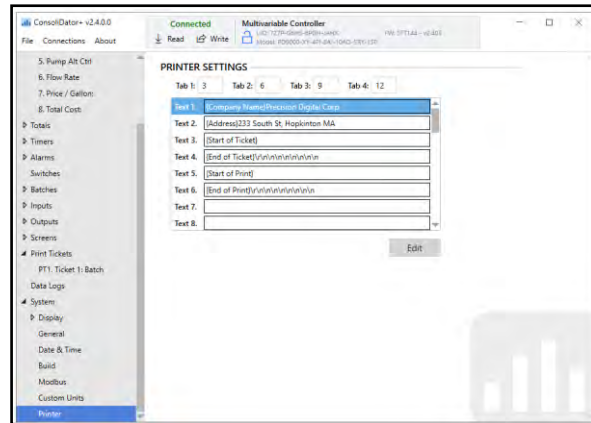 ConsoliDator+ v2.4.0.0
File Connections About
Connected
Read Write
Multivariable Controller
5. Pump Alt Ctrl
6. Flow Rate
7. Price / Gallon:
8. Total Cost:
Totals
Timers
Alarms
Switches
Batches
Inputs
Outputs
Screens
Print Tickets
PT1. Ticket 1: Batch
Data Logs
System
Display
General
Date & Time
Build
Modbus
Custom Units
Printer
PRINTER SETTINGS
Tab 1: 3 Tab 2: 6 Tab 3: 9 Tab 4: 12
Text 1. [Company Name]Precision Digital Corp.
Text 2. [Address]233 South St, Hopkinton MA
Text 3. [Start of Ticket]
Text 4. [End of Ticket]\r\n\n\n\n\n\n\n\n
Text 5. [Start of Print]
Text 6. [End of Print]\r\n\n\n\n\n\n\n\n
Text 7.
Text 8.
Edit